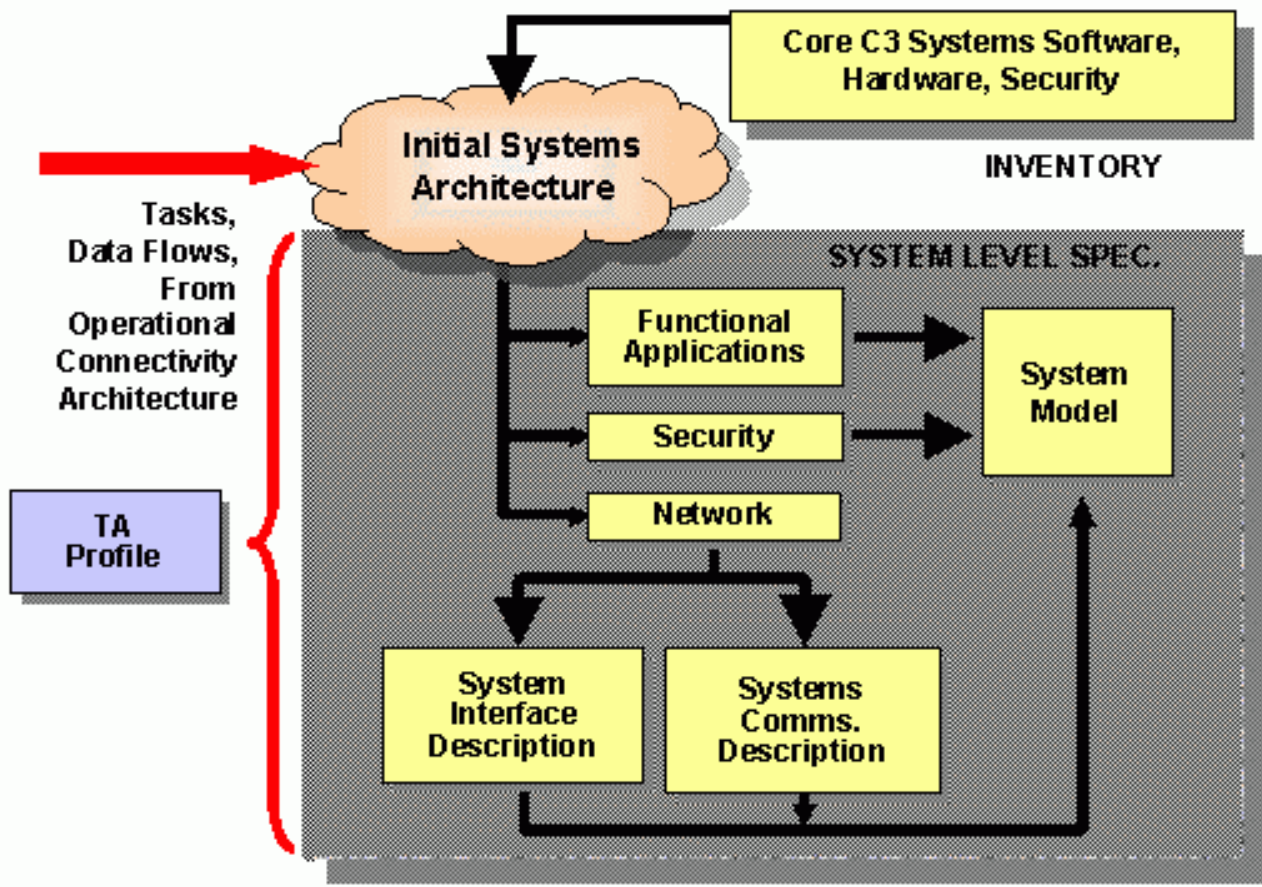 Core C3 Systems Software,
Hardware, Security
INVENTORY
Initial Systems
Architecture
Tasks,
Data Flows,
From
Operational
Connectivity
Architecture
TA
Profile
SYSTEM LEVEL SPEC.
Functional
Applications
Security
Network
System
Model
System
Interface
Description
Systems
Comms.
Description